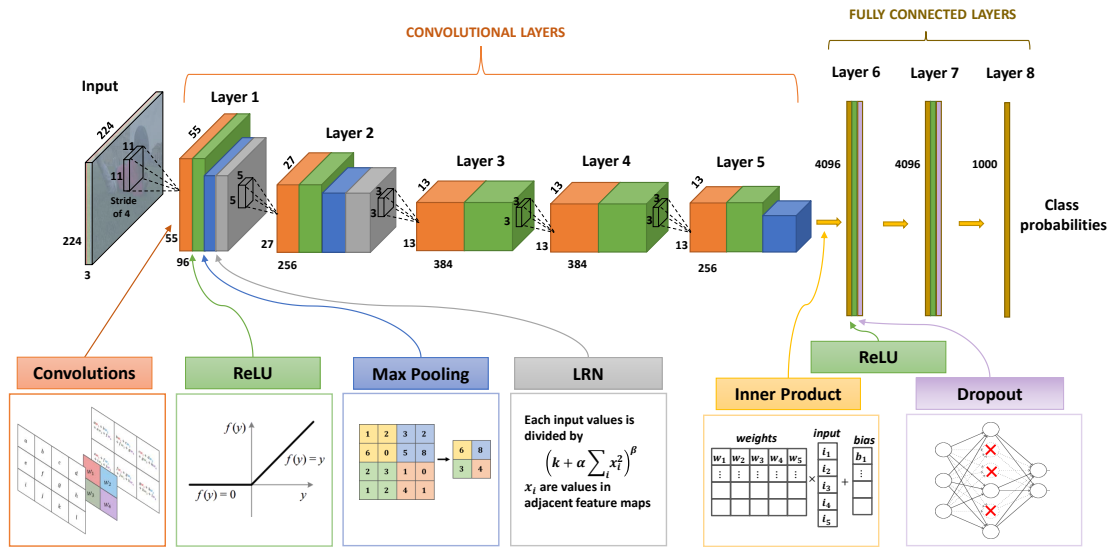 CONVOLUTIONAL LAYERS
FULLY CONNECTED LAYERS
Input
Layer 1
Layer 2
Layer 3
Layer 4
Layer 5
Layer 6
Layer 7
Layer 8
224
11
11
Stride
of 4
224
3
55
55
96
5
5
27
27
256
3
3
13
13
384
3
3
13
13
384
3
3
13
13
256
4096
4096
1000
Class
probabilities
Convolutions
ReLU
Max Pooling
LRN
Inner Product
ReLU
Dropout
a
b
c
d
e
f
g
h
i
j
k
l
w₁
w₂
w₃
w₄
f(y)
f(y) = y
f(y) = 0
y
1 2 3 2
6 0 5 8
2 3 1 0
1 2 4 1
6 8
3 4
Each input values is
divided by
(k + α ∑ᵢ xᵢ²)^β
xᵢ are values in
adjacent feature maps
weights
input
bias
w₁ w₂ w₃ w₄ w₅
⋮ ⋮ ⋮ ⋮ ⋮
×
i₁
i₂
i₃
i₄
i₅
+
b₁
⋮